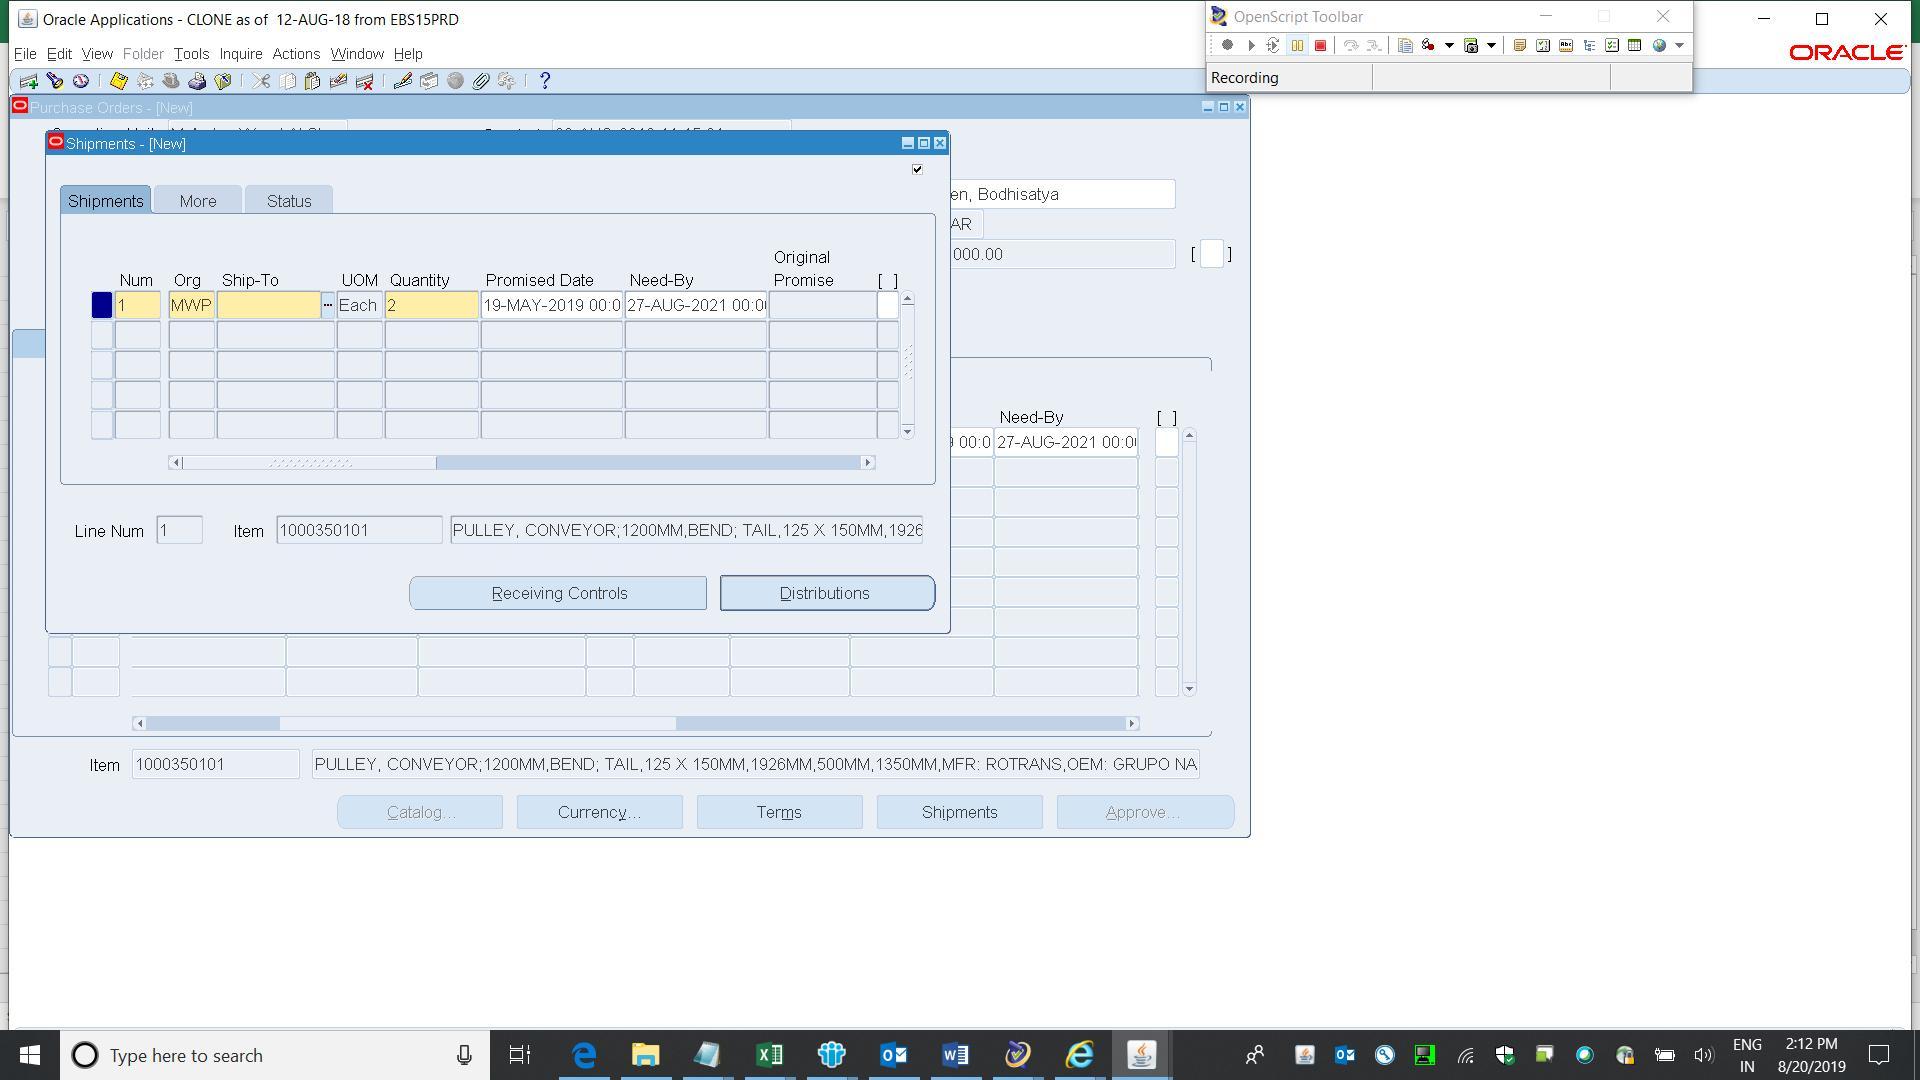 Oracle Applications - CLONE as of 12-AUG-18 from EBS15PRD
OpenScript Toolbar
File Edit View Folder Tools Inquire Actions Window Help
ORACLE
Recording
Purchase Orders - [New]
Shipments - [New]
Shipments More Status
en, Bodhisatya
AR
000.00 [ ]
Original
Num Org Ship-To UOM Quantity Promised Date Need-By Promise [ ]
1 MWP ... Each 2 19-MAY-2019 00:0 27-AUG-2021 00:0
Need-By [ ]
00:0 27-AUG-2021 00:0
Line Num 1 Item 1000350101 PULLEY, CONVEYOR;1200MM,BEND; TAIL,125 X 150MM,1926
Receiving Controls Distributions
Item 1000350101 PULLEY, CONVEYOR;1200MM,BEND; TAIL,125 X 150MM,1926MM,500MM,1350MM,MFR: ROTRANS,OEM: GRUPO NA
Catalog... Currency... Terms Shipments Approve...
Type here to search
ENG
IN
2:12 PM
8/20/2019